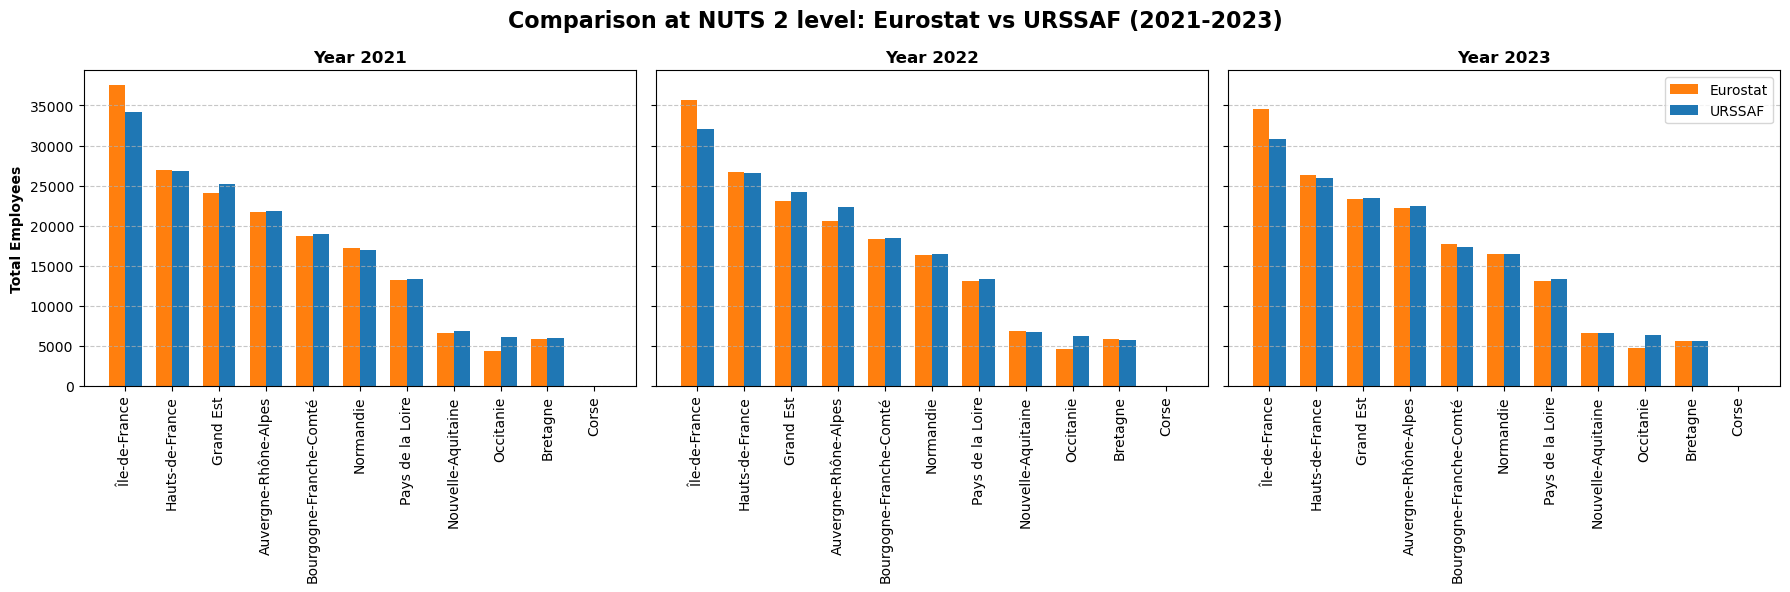 Comparison at NUTS 2 level: Eurostat vs URSSAF (2021-2023)
Year 2021
Year 2022
Year 2023
Total Employees
35000
30000
25000
20000
15000
10000
5000
0
Eurostat
URSSAF
Île-de-France
Hauts-de-France
Grand Est
Auvergne-Rhône-Alpes
Bourgogne-Franche-Comté
Normandie
Pays de la Loire
Nouvelle-Aquitaine
Occitanie
Bretagne
Corse
Île-de-France
Hauts-de-France
Grand Est
Auvergne-Rhône-Alpes
Bourgogne-Franche-Comté
Normandie
Pays de la Loire
Nouvelle-Aquitaine
Occitanie
Bretagne
Corse
Île-de-France
Hauts-de-France
Grand Est
Auvergne-Rhône-Alpes
Bourgogne-Franche-Comté
Normandie
Pays de la Loire
Nouvelle-Aquitaine
Occitanie
Bretagne
Corse